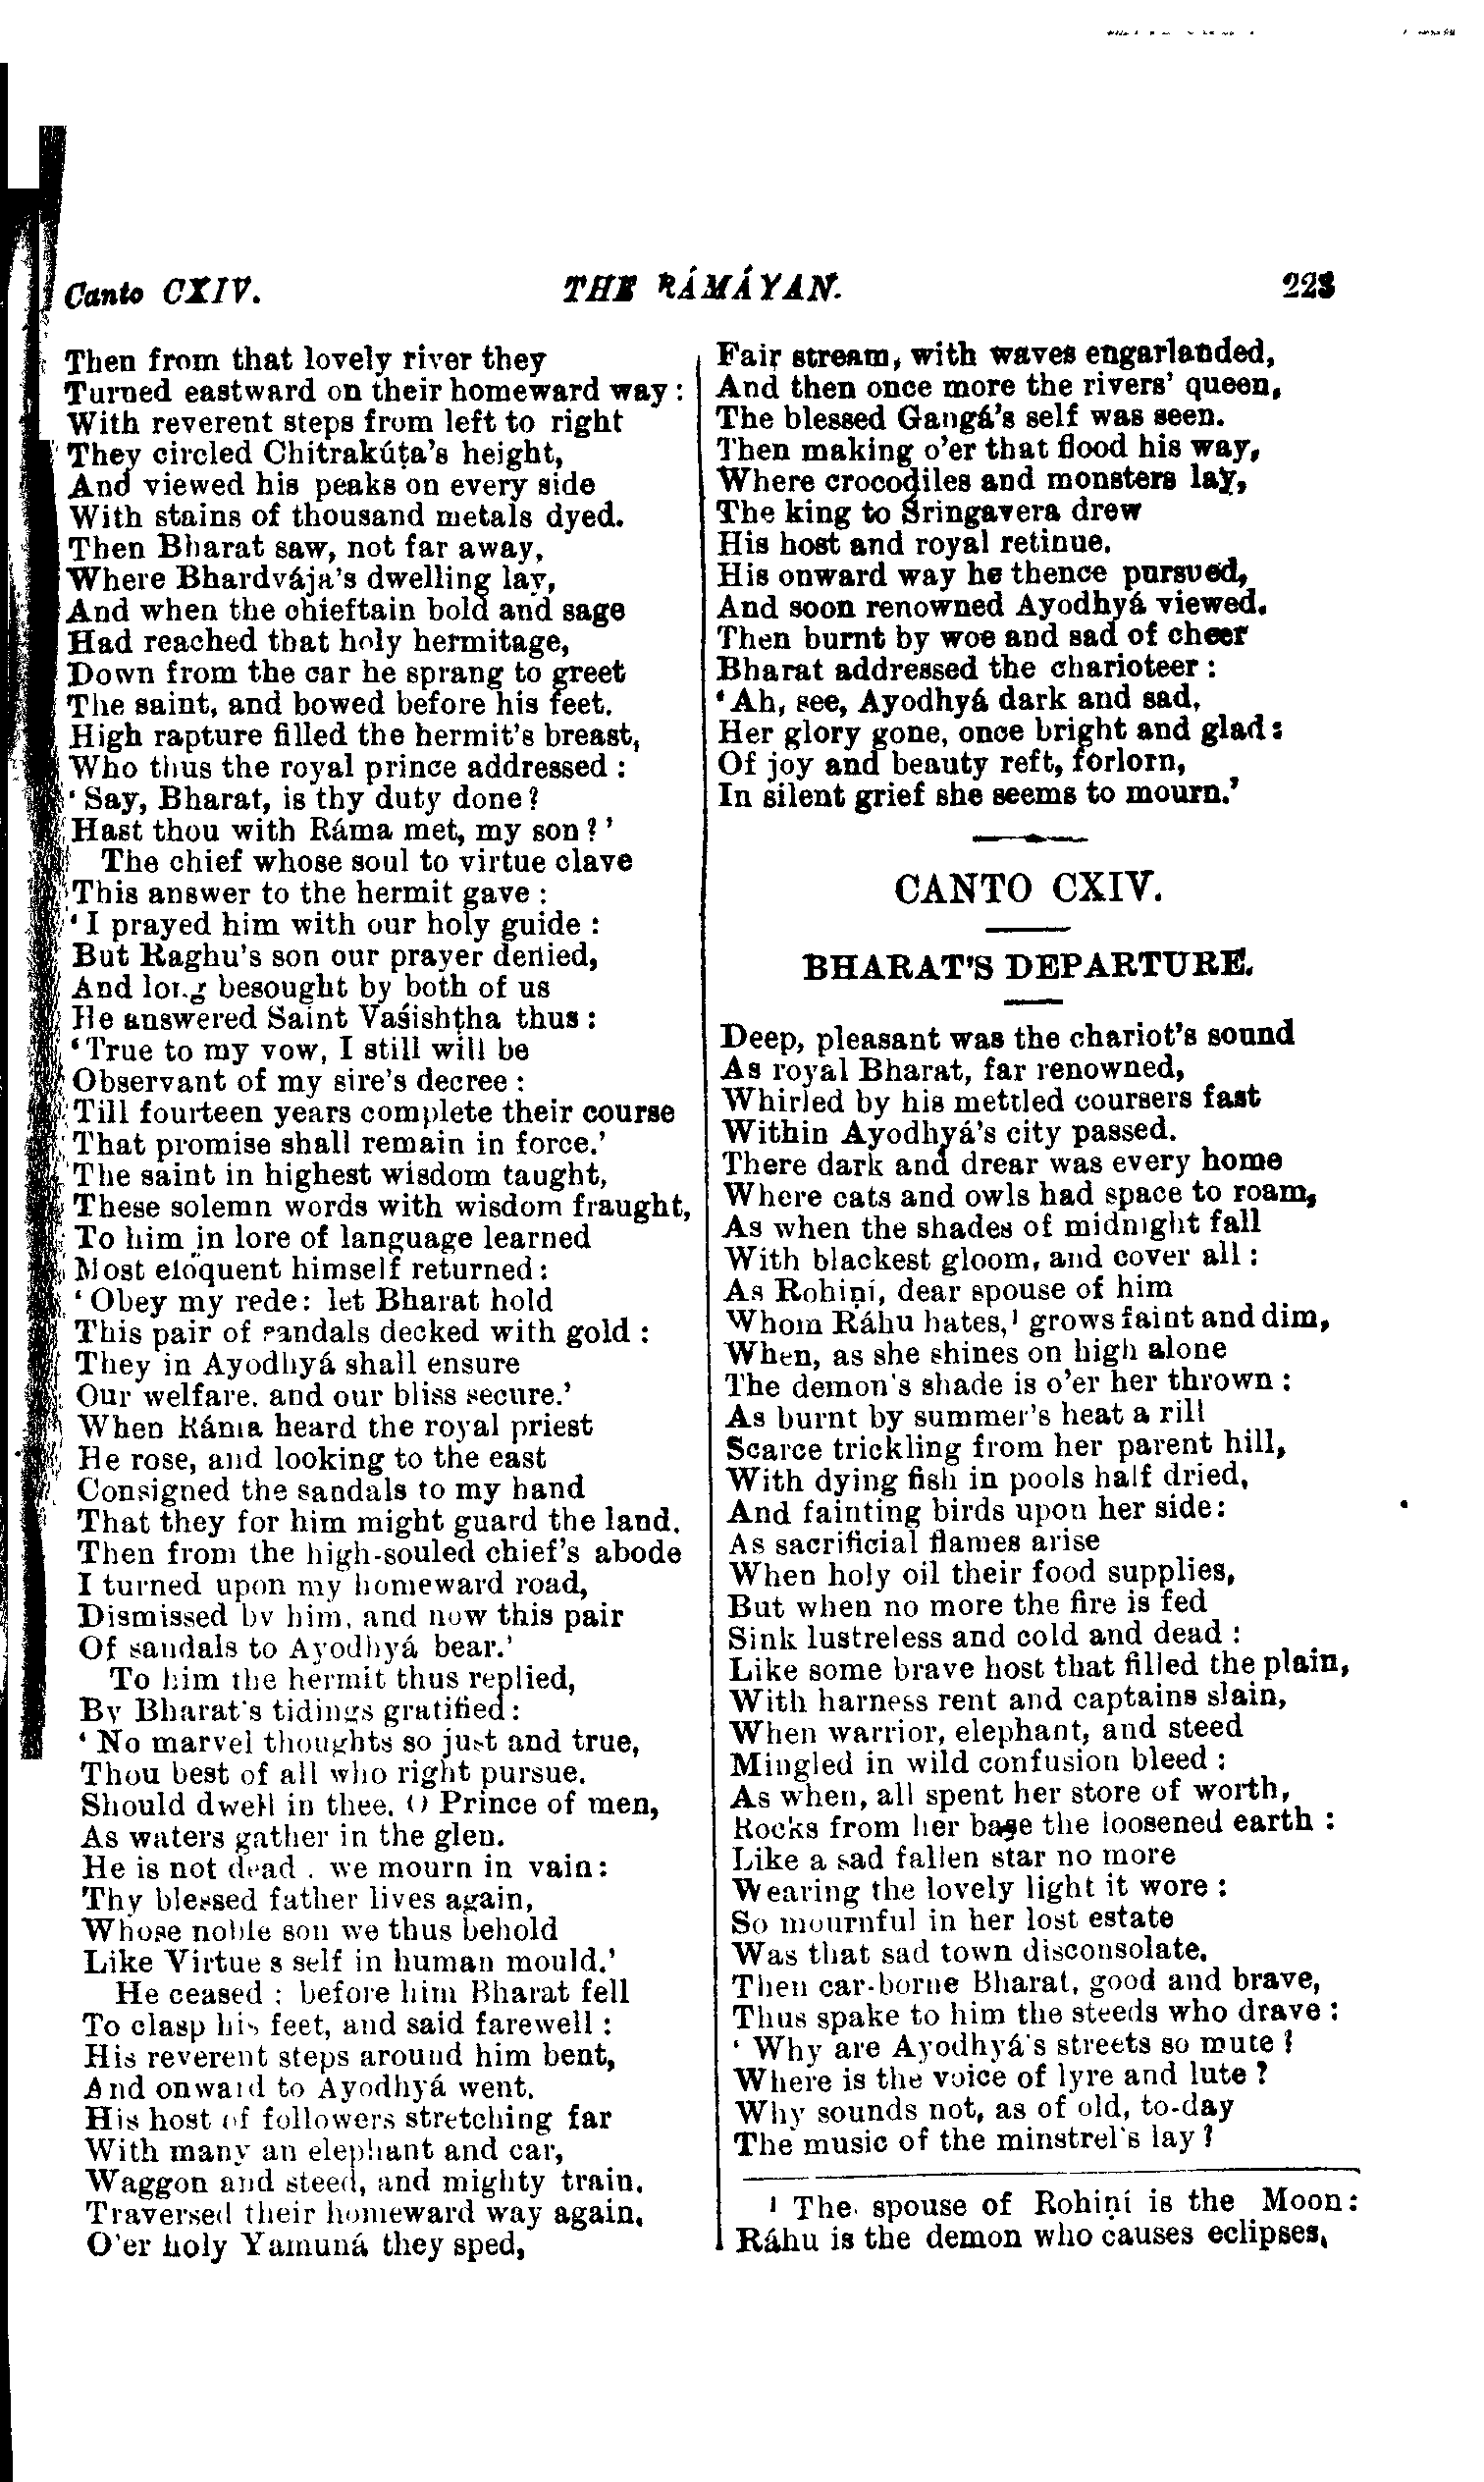 Canto CXIV.
THE RÁMÁYAN.
223
Then from that lovely river they
Turned eastward on their homeward way:
With reverent steps from left to right
They circled Chitrakúṭa's height,
And viewed his peaks on every side
With stains of thousand metals dyed.
Then Bharat saw, not far away,
Where Bhardvája's dwelling lay,
And when the chieftain bold and sage
Had reached that holy hermitage,
Down from the car he sprang to greet
The saint, and bowed before his feet.
High rapture filled the hermit's breast,
Who thus the royal prince addressed:
'Say, Bharat, is thy duty done?
Hast thou with Ráma met, my son?'
The chief whose soul to virtue clave
This answer to the hermit gave:
'I prayed him with our holy guide:
But Raghu's son our prayer denied,
And long besought by both of us
He answered Saint Vaśishṭha thus:
'True to my vow, I still will be
Observant of my sire's decree:
Till fourteen years complete their course
That promise shall remain in force.'
The saint in highest wisdom taught,
These solemn words with wisdom fraught,
To him in lore of language learned
Most eloquent himself returned:
'Obey my rede: let Bharat hold
This pair of sandals decked with gold:
They in Ayodhyá shall ensure
Our welfare, and our bliss secure.'
When Ráma heard the royal priest
He rose, and looking to the east
Consigned the sandals to my hand
That they for him might guard the land.
Then from the high-souled chief's abode
I turned upon my homeward road,
Dismissed by him, and now this pair
Of sandals to Ayodhyá bear.'
To him the hermit thus replied,
By Bharat's tidings gratified:
'No marvel thoughts so just and true,
Thou best of all who right pursue,
Should dwell in thee, O Prince of men,
As waters gather in the glen.
He is not dead, we mourn in vain:
Thy blessed father lives again,
Whose noble son we thus behold
Like Virtue's self in human mould.'
He ceased: before him Bharat fell
To clasp his feet, and said farewell:
His reverent steps around him bent,
And onward to Ayodhyá went.
His host of followers stretching far
With many an elephant and car,
Waggon and steed, and mighty train,
Traversed their homeward way again.
O'er holy Yamuná they sped,
Fair stream, with waves engarlanded,
And then once more the rivers' queen,
The blessed Gangá's self was seen.
Then making o'er that flood his way,
Where crocodiles and monsters lay,
The king to Śringavera drew
His host and royal retinue.
His onward way he thence pursued,
And soon renowned Ayodhyá viewed.
Then burnt by woe and sad of cheer
Bharat addressed the charioteer:
'Ah, see, Ayodhyá dark and sad,
Her glory gone, once bright and glad:
Of joy and beauty reft, forlorn,
In silent grief she seems to mourn.'
CANTO CXIV.
BHARAT'S DEPARTURE.
Deep, pleasant was the chariot's sound
As royal Bharat, far renowned,
Whirled by his mettled coursers fast
Within Ayodhyá's city passed.
There dark and drear was every home
Where cats and owls had space to roam,
As when the shades of midnight fall
With blackest gloom, and cover all:
As Rohiṇí, dear spouse of him
Whom Ráhu hates,¹ grows faint and dim,
When, as she shines on high alone
The demon's shade is o'er her thrown:
As burnt by summer's heat a rill
Scarce trickling from her parent hill,
With dying fish in pools half dried,
And fainting birds upon her side:
As sacrificial flames arise
When holy oil their food supplies,
But when no more the fire is fed
Sink lustreless and cold and dead:
Like some brave host that filled the plain,
With harness rent and captains slain,
When warrior, elephant, and steed
Mingled in wild confusion bleed:
As when, all spent her store of worth,
Rocks from her base the loosened earth:
Like a sad fallen star no more
Wearing the lovely light it wore:
So mournful in her lost estate
Was that sad town disconsolate.
Then car-borne Bharat, good and brave,
Thus spake to him the steeds who drave:
'Why are Ayodhyá's streets so mute?
Where is the voice of lyre and lute?
Why sounds not, as of old, to-day
The music of the minstrel's lay?
¹ The spouse of Rohiṇí is the Moon:
Ráhu is the demon who causes eclipses.